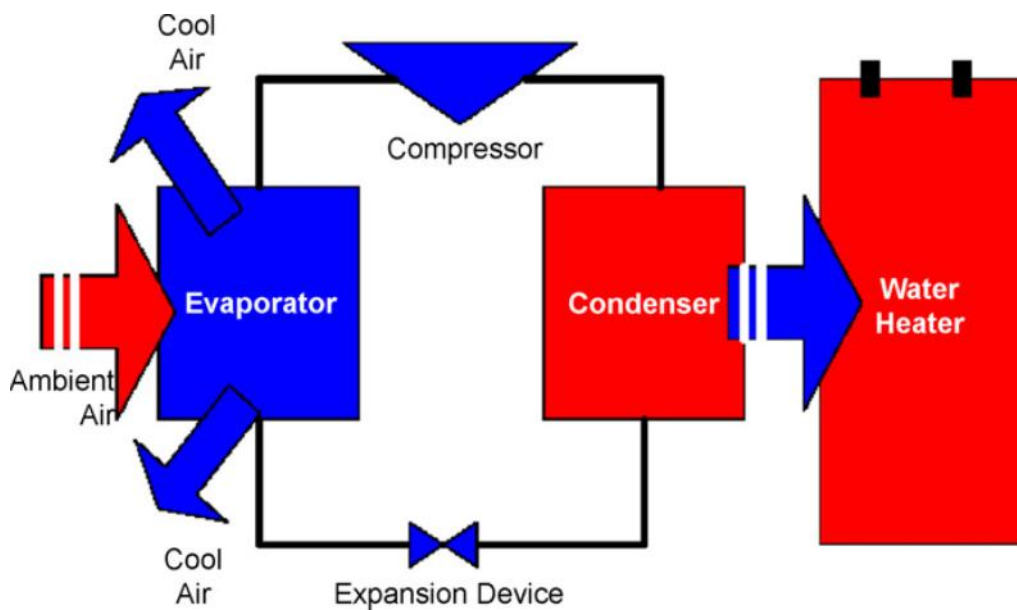 Cool
Air
Compressor
Evaporator
Condenser
Water
Heater
Ambient
Air
Cool
Air
Expansion Device